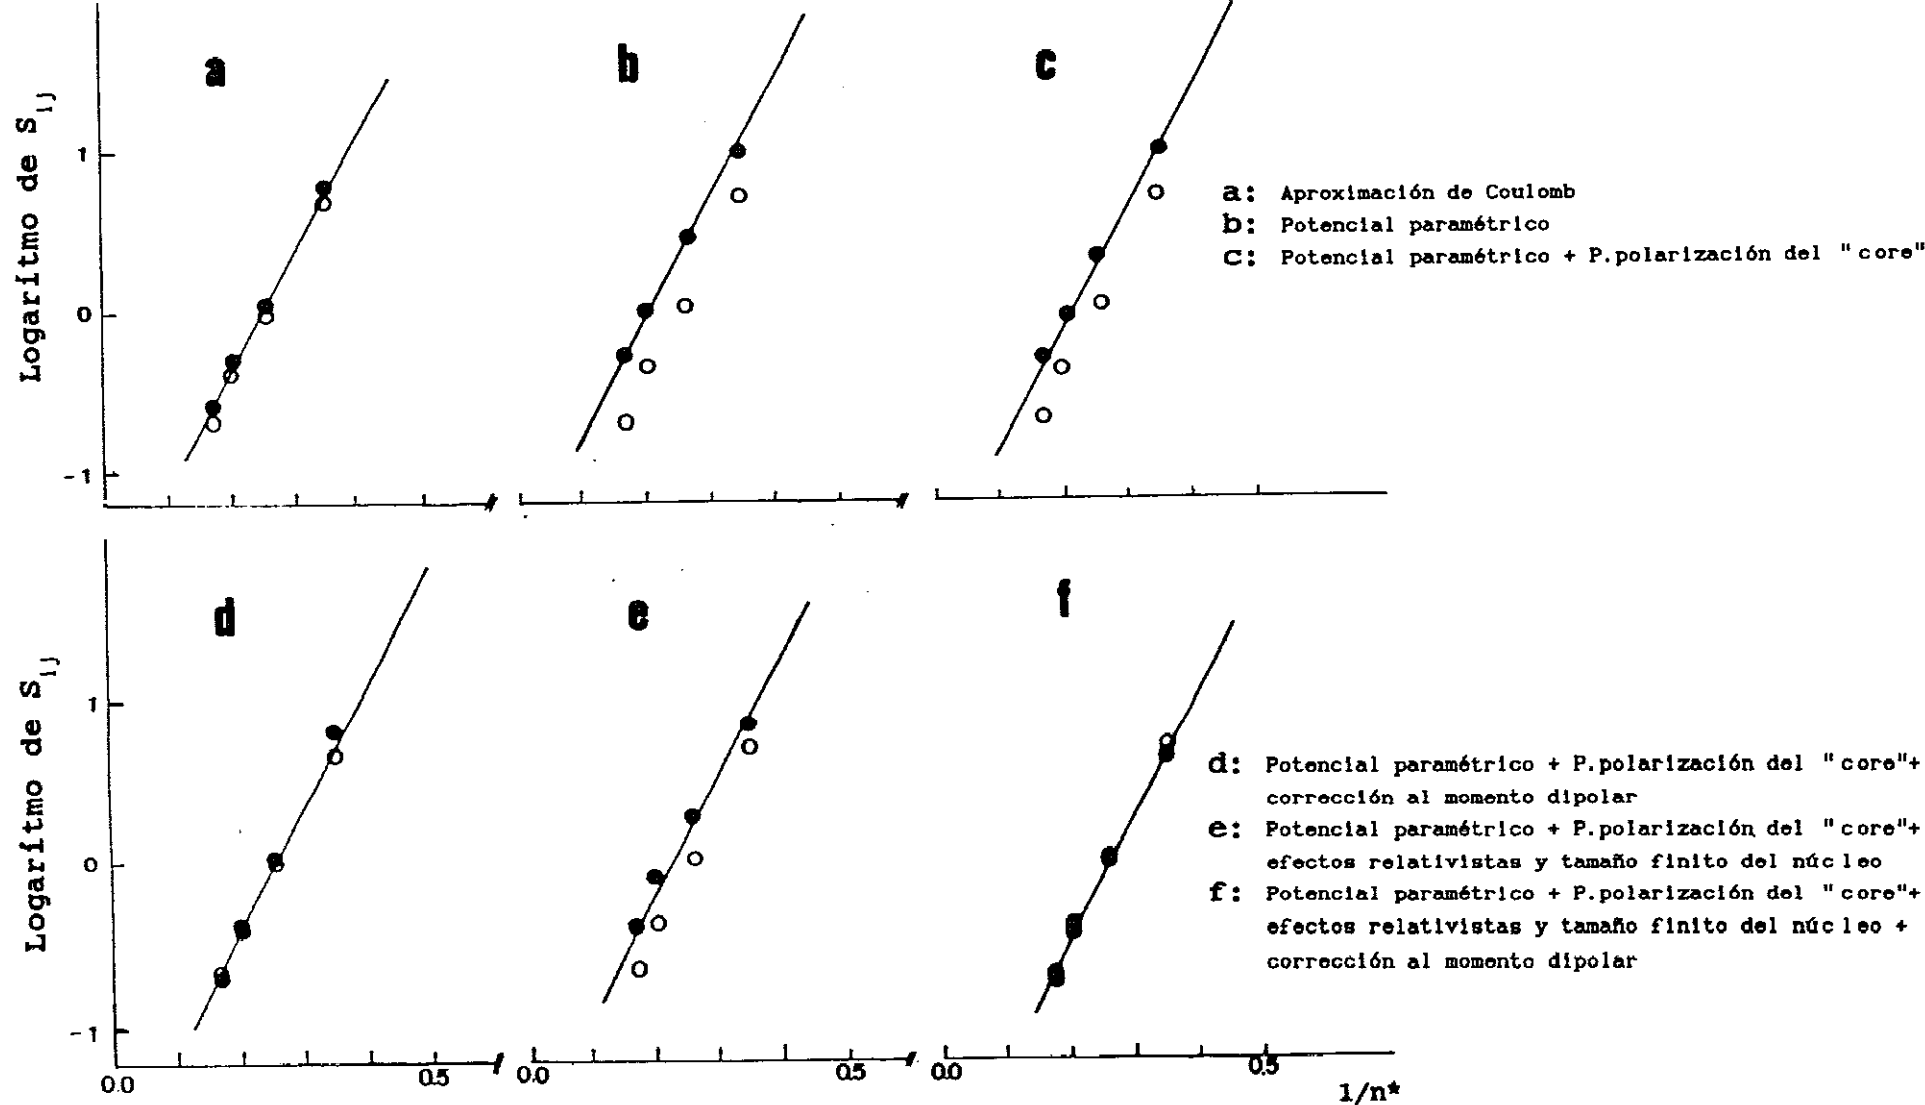 a
b
c
Logarítmo de S_ij
1
0
-1
a: Aproximación de Coulomb
b: Potencial paramétrico
c: Potencial paramétrico + P.polarización del "core"
d
e
f
Logarítmo de S_ij
1
0
-1
d: Potencial paramétrico + P.polarización del "core"+
corrección al momento dipolar
e: Potencial paramétrico + P.polarización del "core"+
efectos relativistas y tamaño finito del núcleo
f: Potencial paramétrico + P.polarización del "core"+
efectos relativistas y tamaño finito del núcleo +
corrección al momento dipolar
0.0 0.5 0.0 0.5 0.0 0.5
1/n*